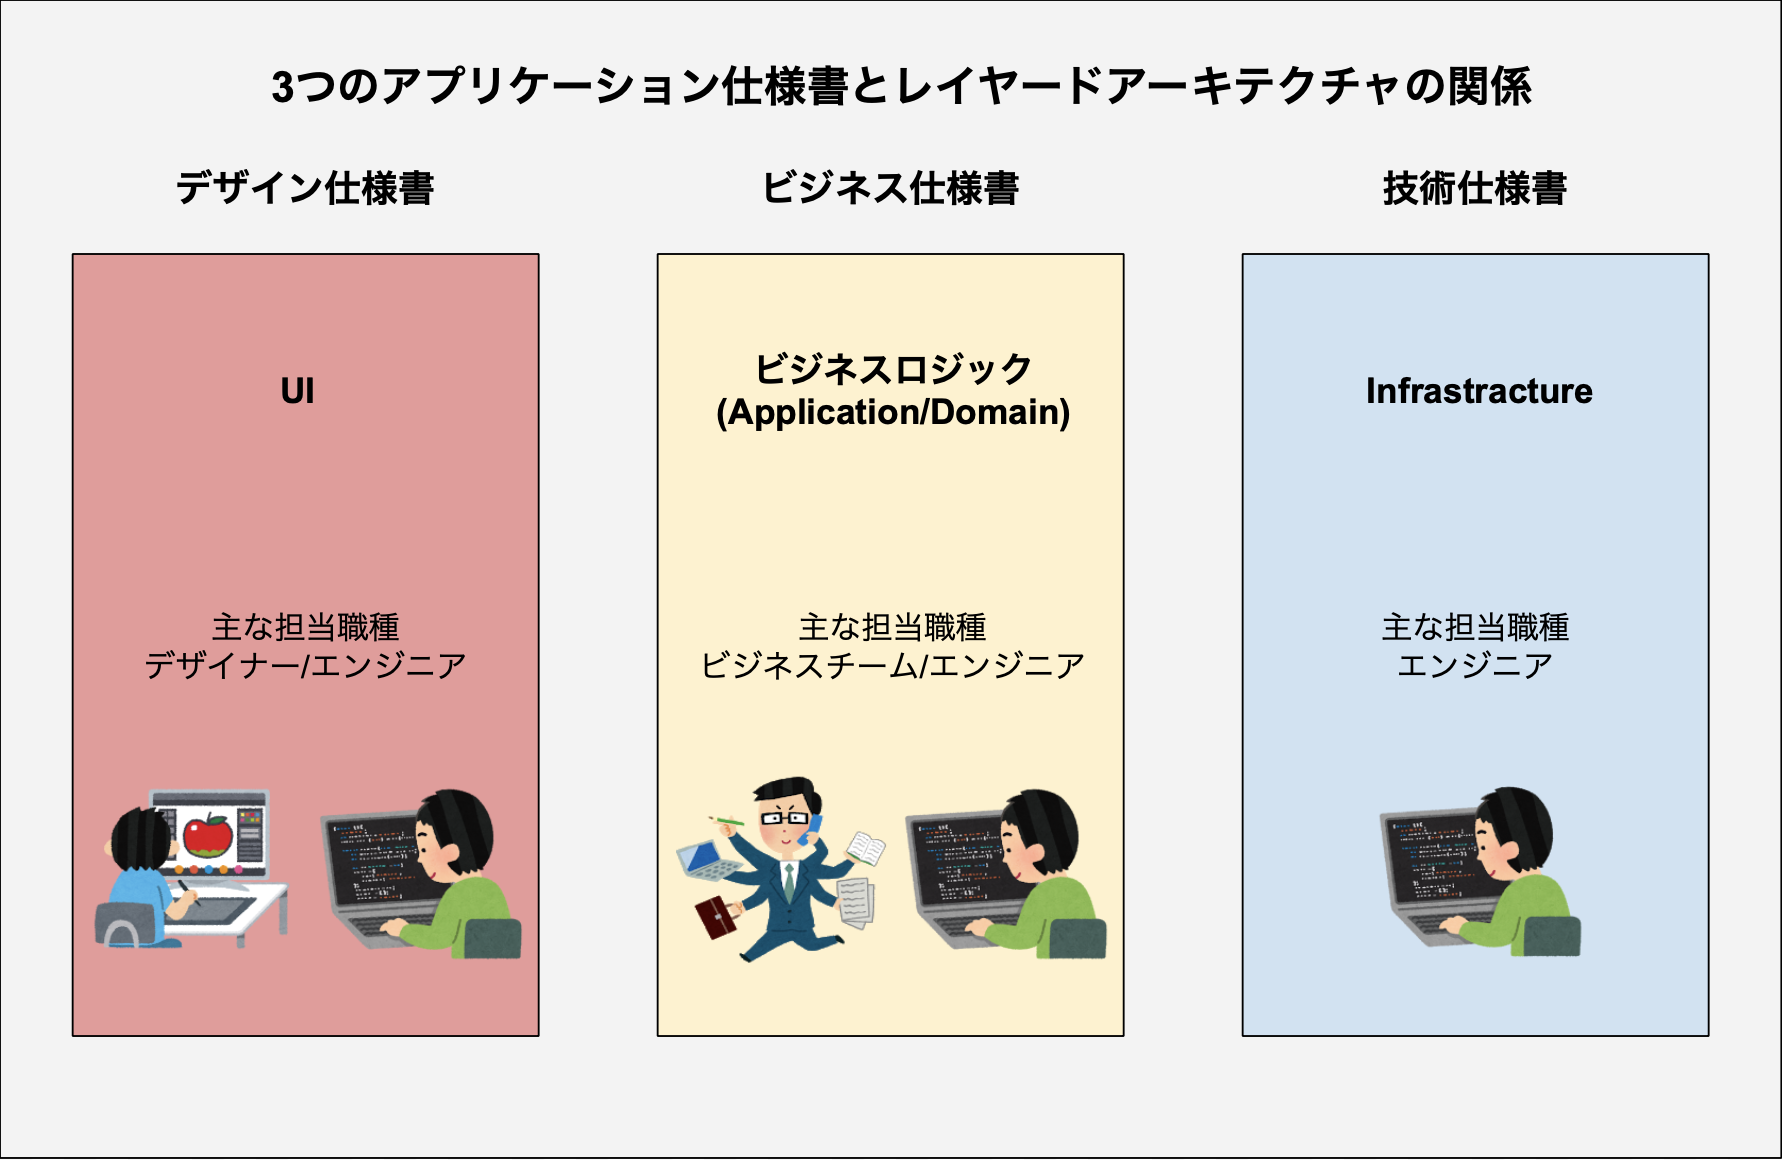 3つのアプリケーション仕様書とレイヤードアーキテクチャの関係
デザイン仕様書
UI
主な担当職種
デザイナー/エンジニア
ビジネス仕様書
ビジネスロジック
(Application/Domain)
主な担当職種
ビジネスチーム/エンジニア
技術仕様書
Infrastracture
主な担当職種
エンジニア